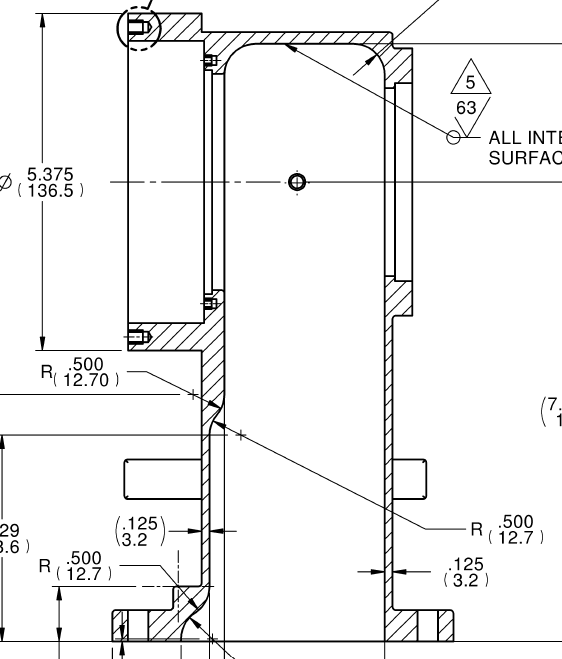 5
63
ALL INTE
SURFAC
Ø 5.375
(136.5)
R .500
(12.70)
(7.
1
(.125
3.2)
29
3.6)
R .500
(12.7)
R .500
(12.7)
.125
(3.2)